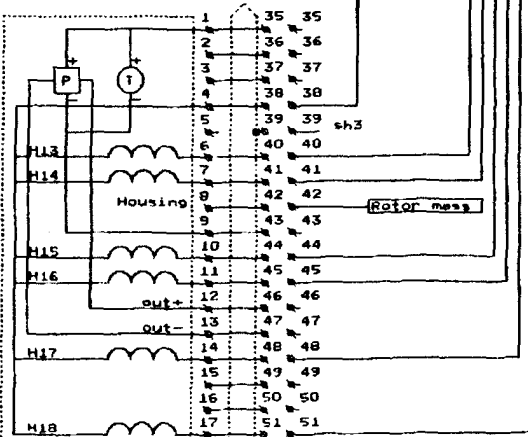 1 35 35
2 36 36
3 37 37
P T
4 38 38
5 39 39 sh3
H13 6 40 40
H14 7 41 41
Housing 8 42 42 Rotor mass
9 43 43
H15 10 44 44
H16 11 45 45
out+ 12 46 46
out- 13 47 47
H17 14 48 48
15 49 49
16 50 50
H18 17 51 51